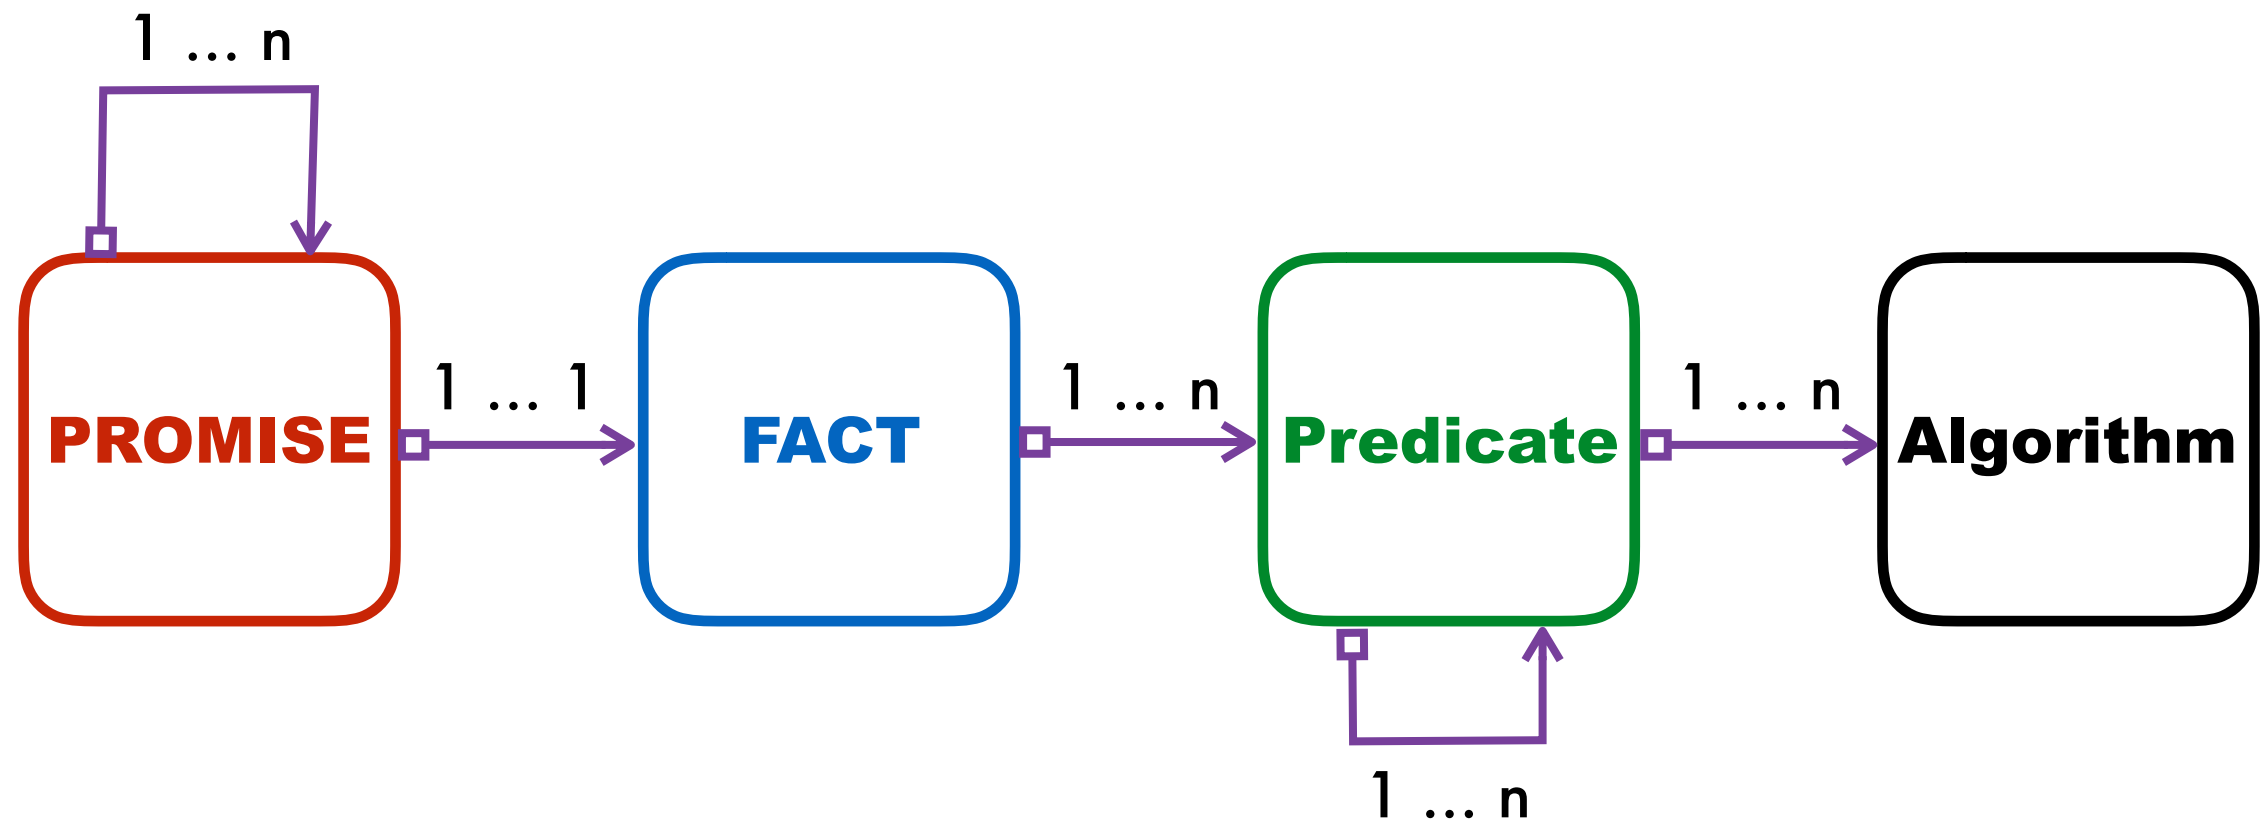 1 ... n
1 ... 1
1 ... n
1 ... n
PROMISE
FACT
Predicate
Algorithm
1 ... n